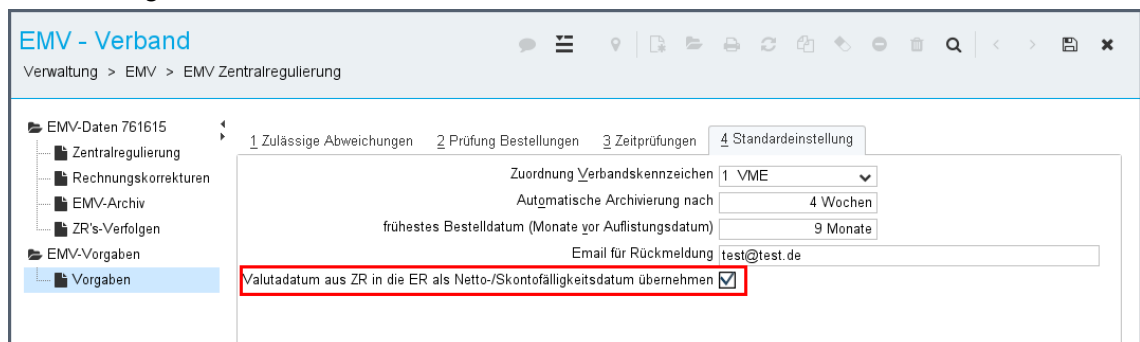 EMV - Verband
Verwaltung > EMV > EMV Zentralregulierung
EMV-Daten 761615
Zentralregulierung
Rechnungskorrekturen
EMV-Archiv
ZR's-Verfolgen
EMV-Vorgaben
Vorgaben
1 Zulässige Abweichungen 2 Prüfung Bestellungen 3 Zeitprüfungen 4 Standardeinstellung
Zuordnung Verbandskennzeichen 1 VME
Automatische Archivierung nach 4 Wochen
frühestes Bestelldatum (Monate vor Auflistungsdatum) 9 Monate
Email für Rückmeldung test@test.de
Valutadatum aus ZR in die ER als Netto-/Skontofälligkeitsdatum übernehmen